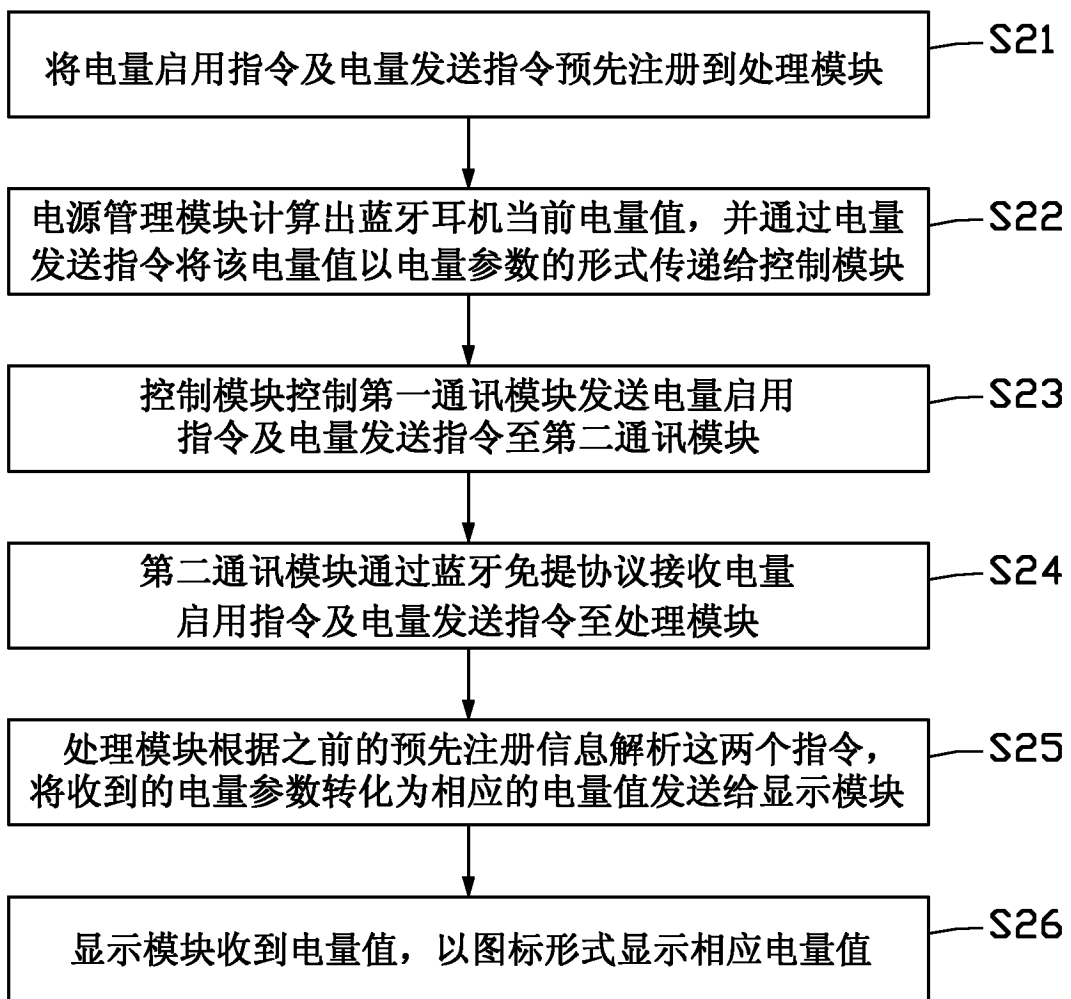 将电量启用指令及电量发送指令预先注册到处理模块
S21
电源管理模块计算出蓝牙耳机当前电量值，并通过电量
发送指令将该电量值以电量参数的形式传递给控制模块
S22
控制模块控制第一通讯模块发送电量启用
指令及电量发送指令至第二通讯模块
S23
第二通讯模块通过蓝牙免提协议接收电量
启用指令及电量发送指令至处理模块
S24
处理模块根据之前的预先注册信息解析这两个指令，
将收到的电量参数转化为相应的电量值发送给显示模块
S25
显示模块收到电量值，以图标形式显示相应电量值
S26